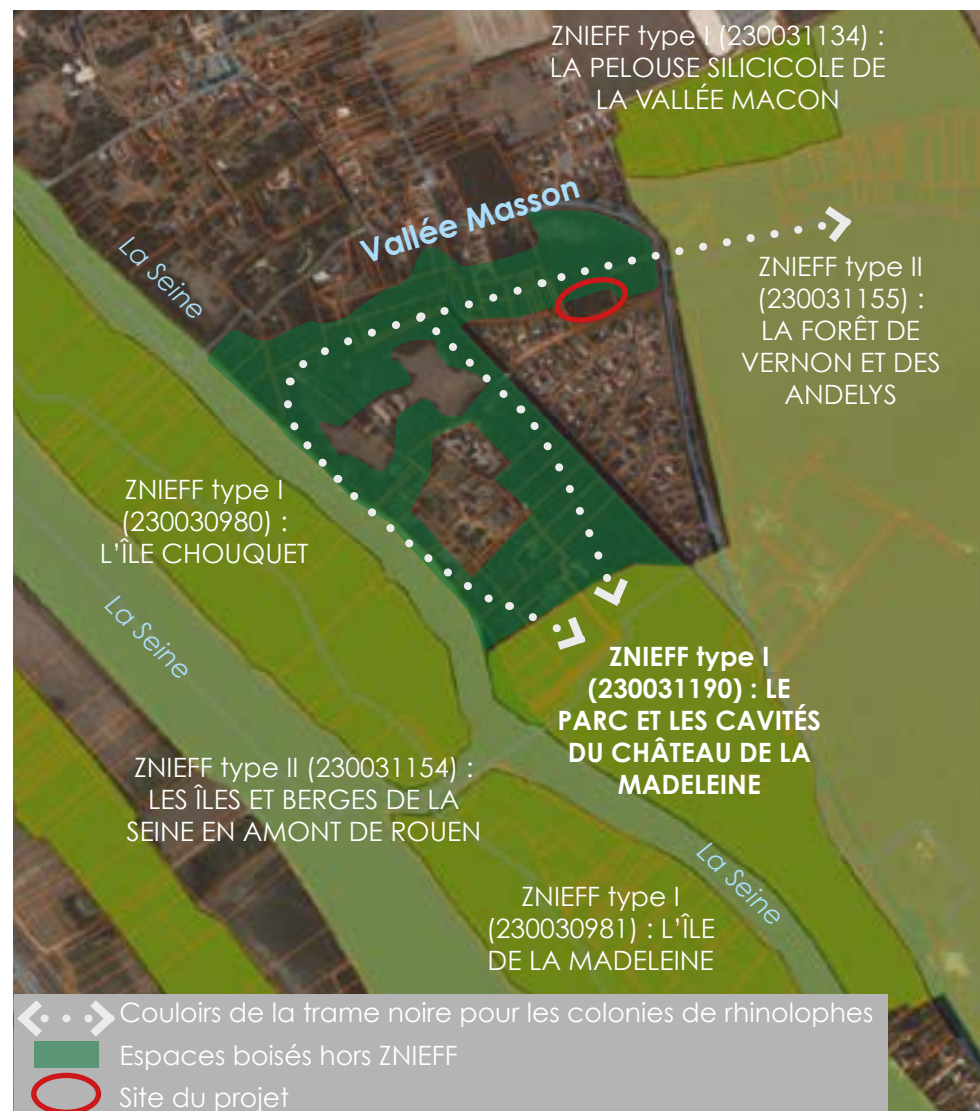 ZNIEFF type I (230031134) :
LA PELOUSE SILICICOLE DE
LA VALLÉE MACON
Vallée Masson
La Seine
ZNIEFF type II
(230031155) :
LA FORÊT DE
VERNON ET DES
ANDELYS
ZNIEFF type I
(230030980) :
L'ÎLE CHOUQUET
La Seine
ZNIEFF type I
(230031190) : LE
PARC ET LES CAVITÉS
DU CHÂTEAU DE LA
MADELEINE
ZNIEFF type II (230031154) :
LES ÎLES ET BERGES DE LA
SEINE EN AMONT DE ROUEN
La Seine
ZNIEFF type I
(230030981) : L'ÎLE
DE LA MADELEINE
Couloirs de la trame noire pour les colonies de rhinolophes
Espaces boisés hors ZNIEFF
Site du projet